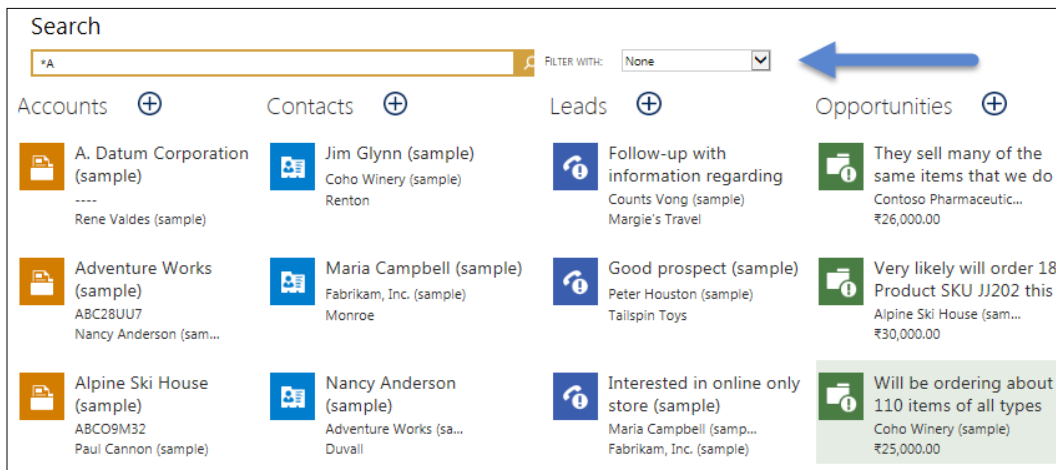 Search
*A
FILTER WITH: None
Accounts
A. Datum Corporation
(sample)
----
Rene Valdes (sample)
Adventure Works
(sample)
ABC28UU7
Nancy Anderson (sam...
Alpine Ski House
(sample)
ABCO9M32
Paul Cannon (sample)
Contacts
Jim Glynn (sample)
Coho Winery (sample)
Renton
Maria Campbell (sample)
Fabrikam, Inc. (sample)
Monroe
Nancy Anderson
(sample)
Adventure Works (sa...
Duvall
Leads
Follow-up with
information regarding
Counts Vong (sample)
Margie's Travel
Good prospect (sample)
Peter Houston (sample)
Tailspin Toys
Interested in online only
store (sample)
Maria Campbell (samp...
Fabrikam, Inc. (sample)
Opportunities
They sell many of the
same items that we do
Contoso Pharmaceutic...
₹26,000.00
Very likely will order 18
Product SKU JJ202 this
Alpine Ski House (sam...
₹30,000.00
Will be ordering about
110 items of all types
Coho Winery (sample)
₹25,000.00